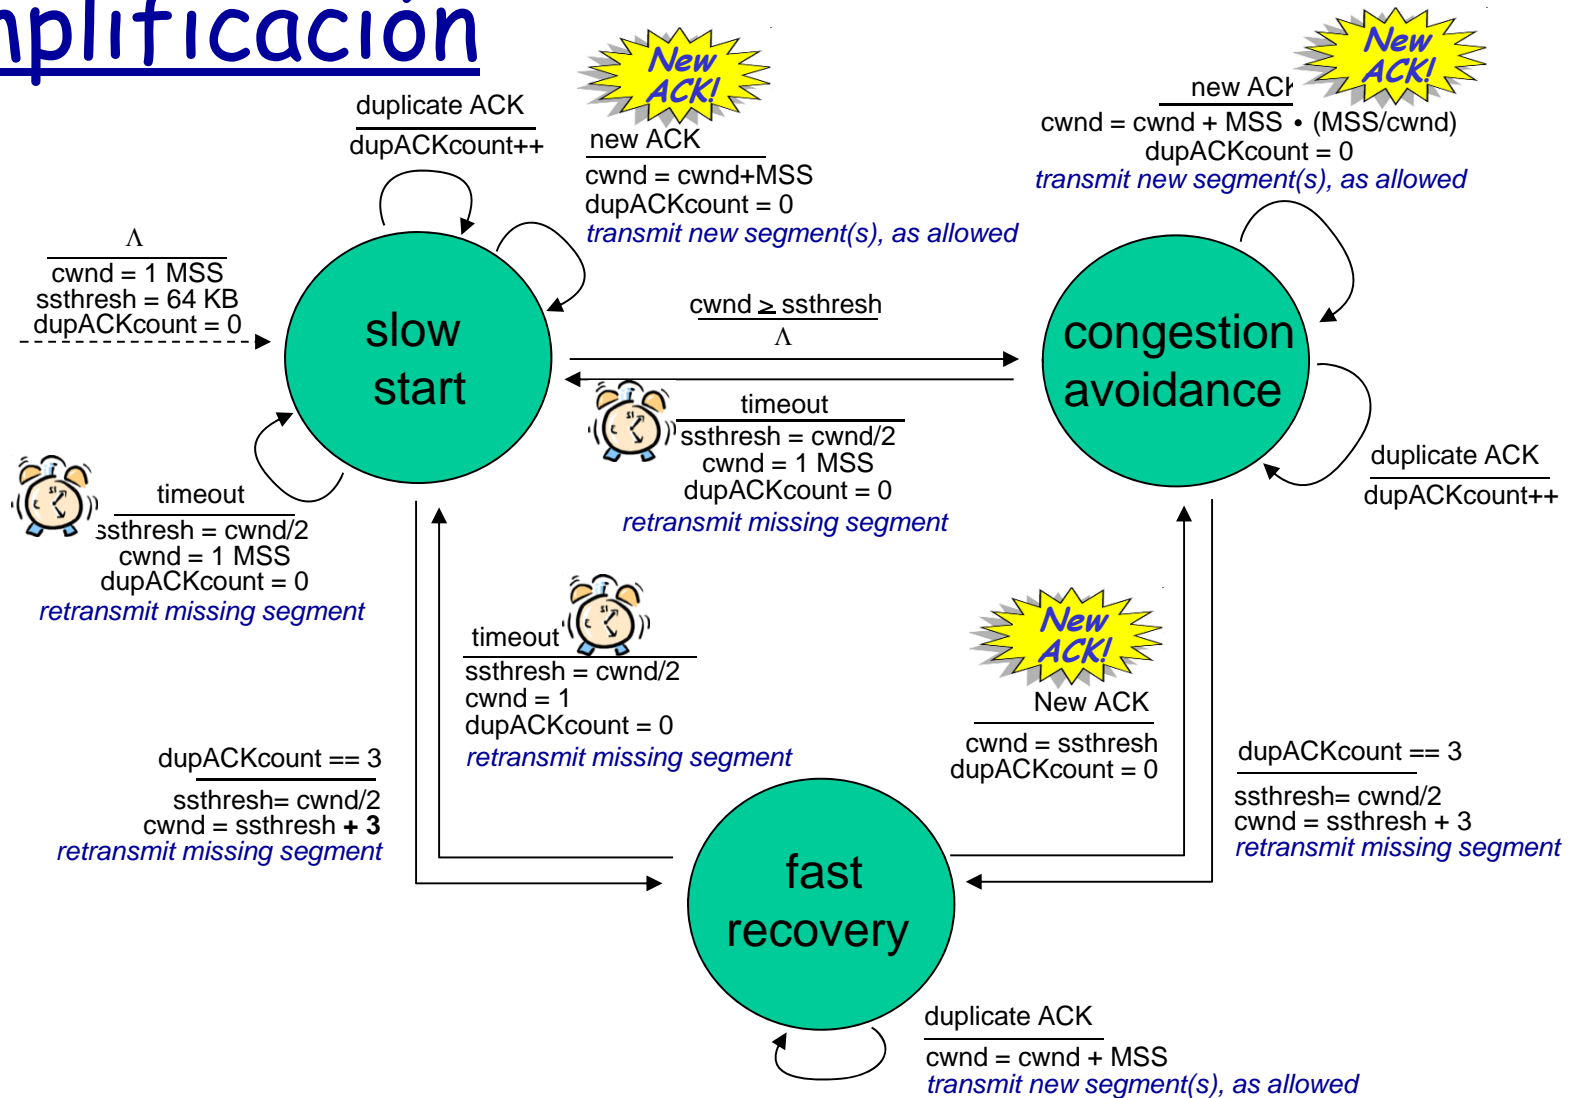 mplificación
New
ACK!
New
ACK!
duplicate ACK
dupACKcount++
new ACK
cwnd = cwnd+MSS
dupACKcount = 0
transmit new segment(s), as allowed
new ACK
cwnd = cwnd + MSS • (MSS/cwnd)
dupACKcount = 0
transmit new segment(s), as allowed
Λ
cwnd = 1 MSS
ssthresh = 64 KB
dupACKcount = 0
slow
start
cwnd ≥ ssthresh
Λ
congestion
avoidance
timeout
ssthresh = cwnd/2
cwnd = 1 MSS
dupACKcount = 0
retransmit missing segment
duplicate ACK
dupACKcount++
timeout
ssthresh = cwnd/2
cwnd = 1 MSS
dupACKcount = 0
retransmit missing segment
timeout
ssthresh = cwnd/2
cwnd = 1
dupACKcount = 0
retransmit missing segment
New
ACK!
New ACK
cwnd = ssthresh
dupACKcount = 0
dupACKcount == 3
ssthresh= cwnd/2
cwnd = ssthresh + 3
retransmit missing segment
dupACKcount == 3
ssthresh= cwnd/2
cwnd = ssthresh + 3
retransmit missing segment
fast
recovery
duplicate ACK
cwnd = cwnd + MSS
transmit new segment(s), as allowed